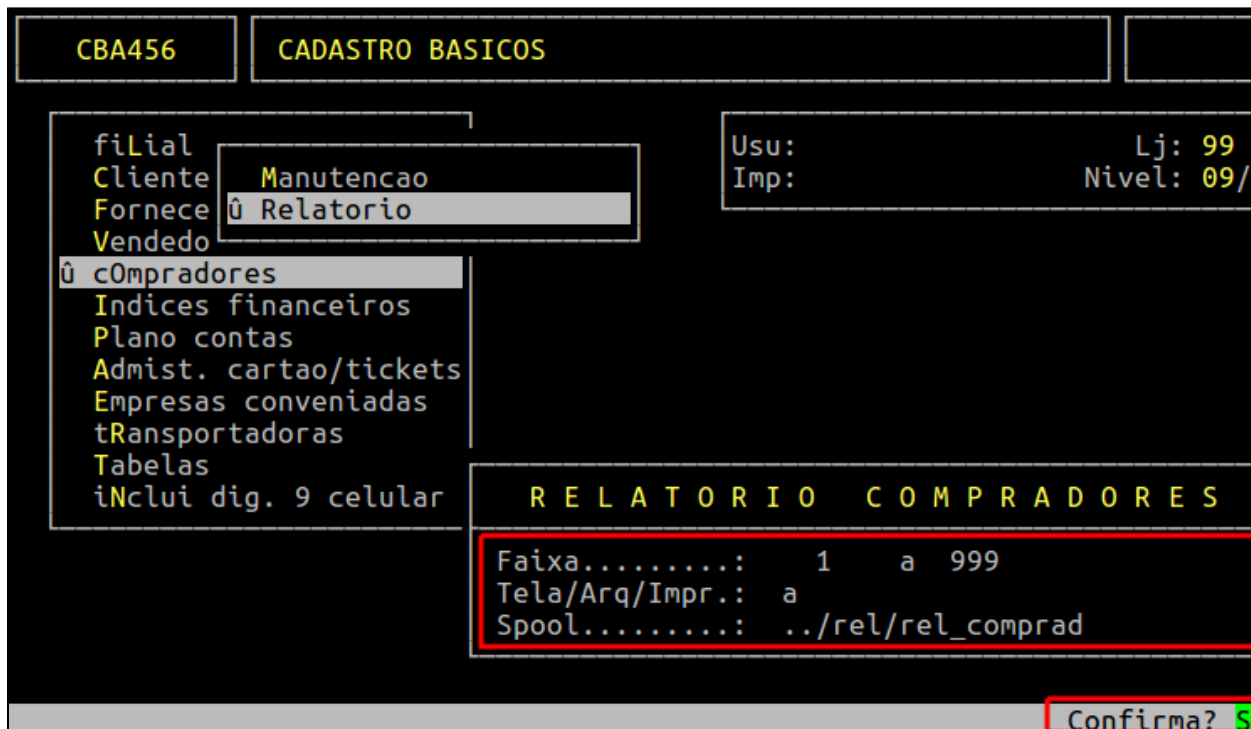 CBA456
CADASTRO BASICOS
fiLial
Cliente
Fornece
Vendedo
û cOmpradores
Indices financeiros
Plano contas
Admist. cartao/tickets
Empresas conveniadas
tRansportadoras
Tabelas
iNclui dig. 9 celular
Manutencao
û Relatorio
Usu: Lj: 99
Imp: Nivel: 09/
R E L A T O R I O C O M P R A D O R E S
Faixa.........: 1 a 999
Tela/Arq/Impr.: a
Spool.........: ../rel/rel_comprad
Confirma? S